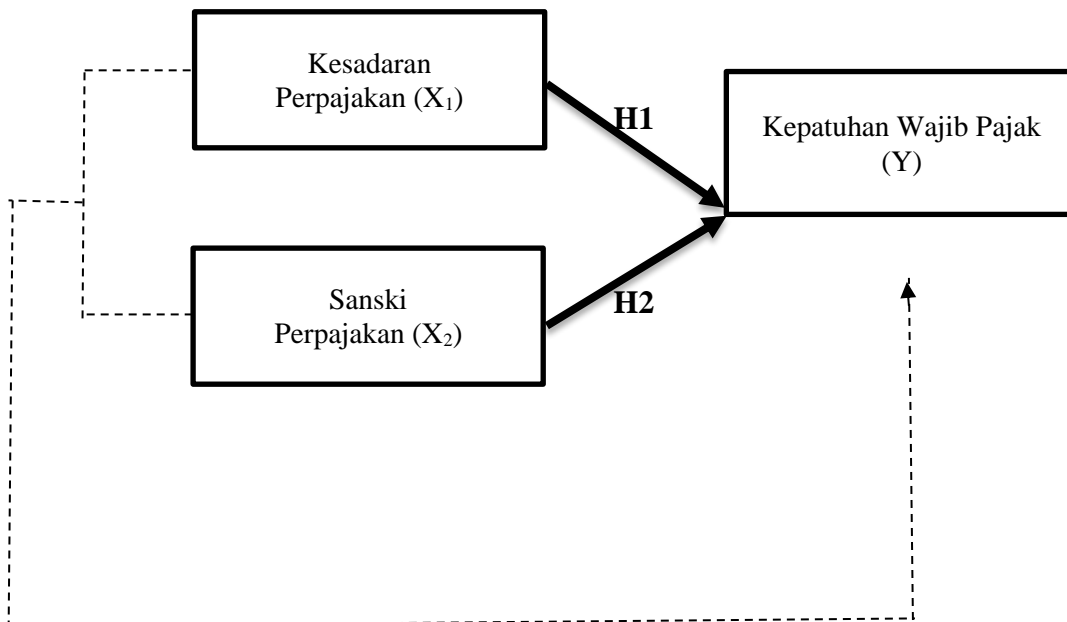 Kesadaran
Perpajakan (X₁)
H1
Kepatuhan Wajib Pajak
(Y)
Sanski
Perpajakan (X₂)
H2